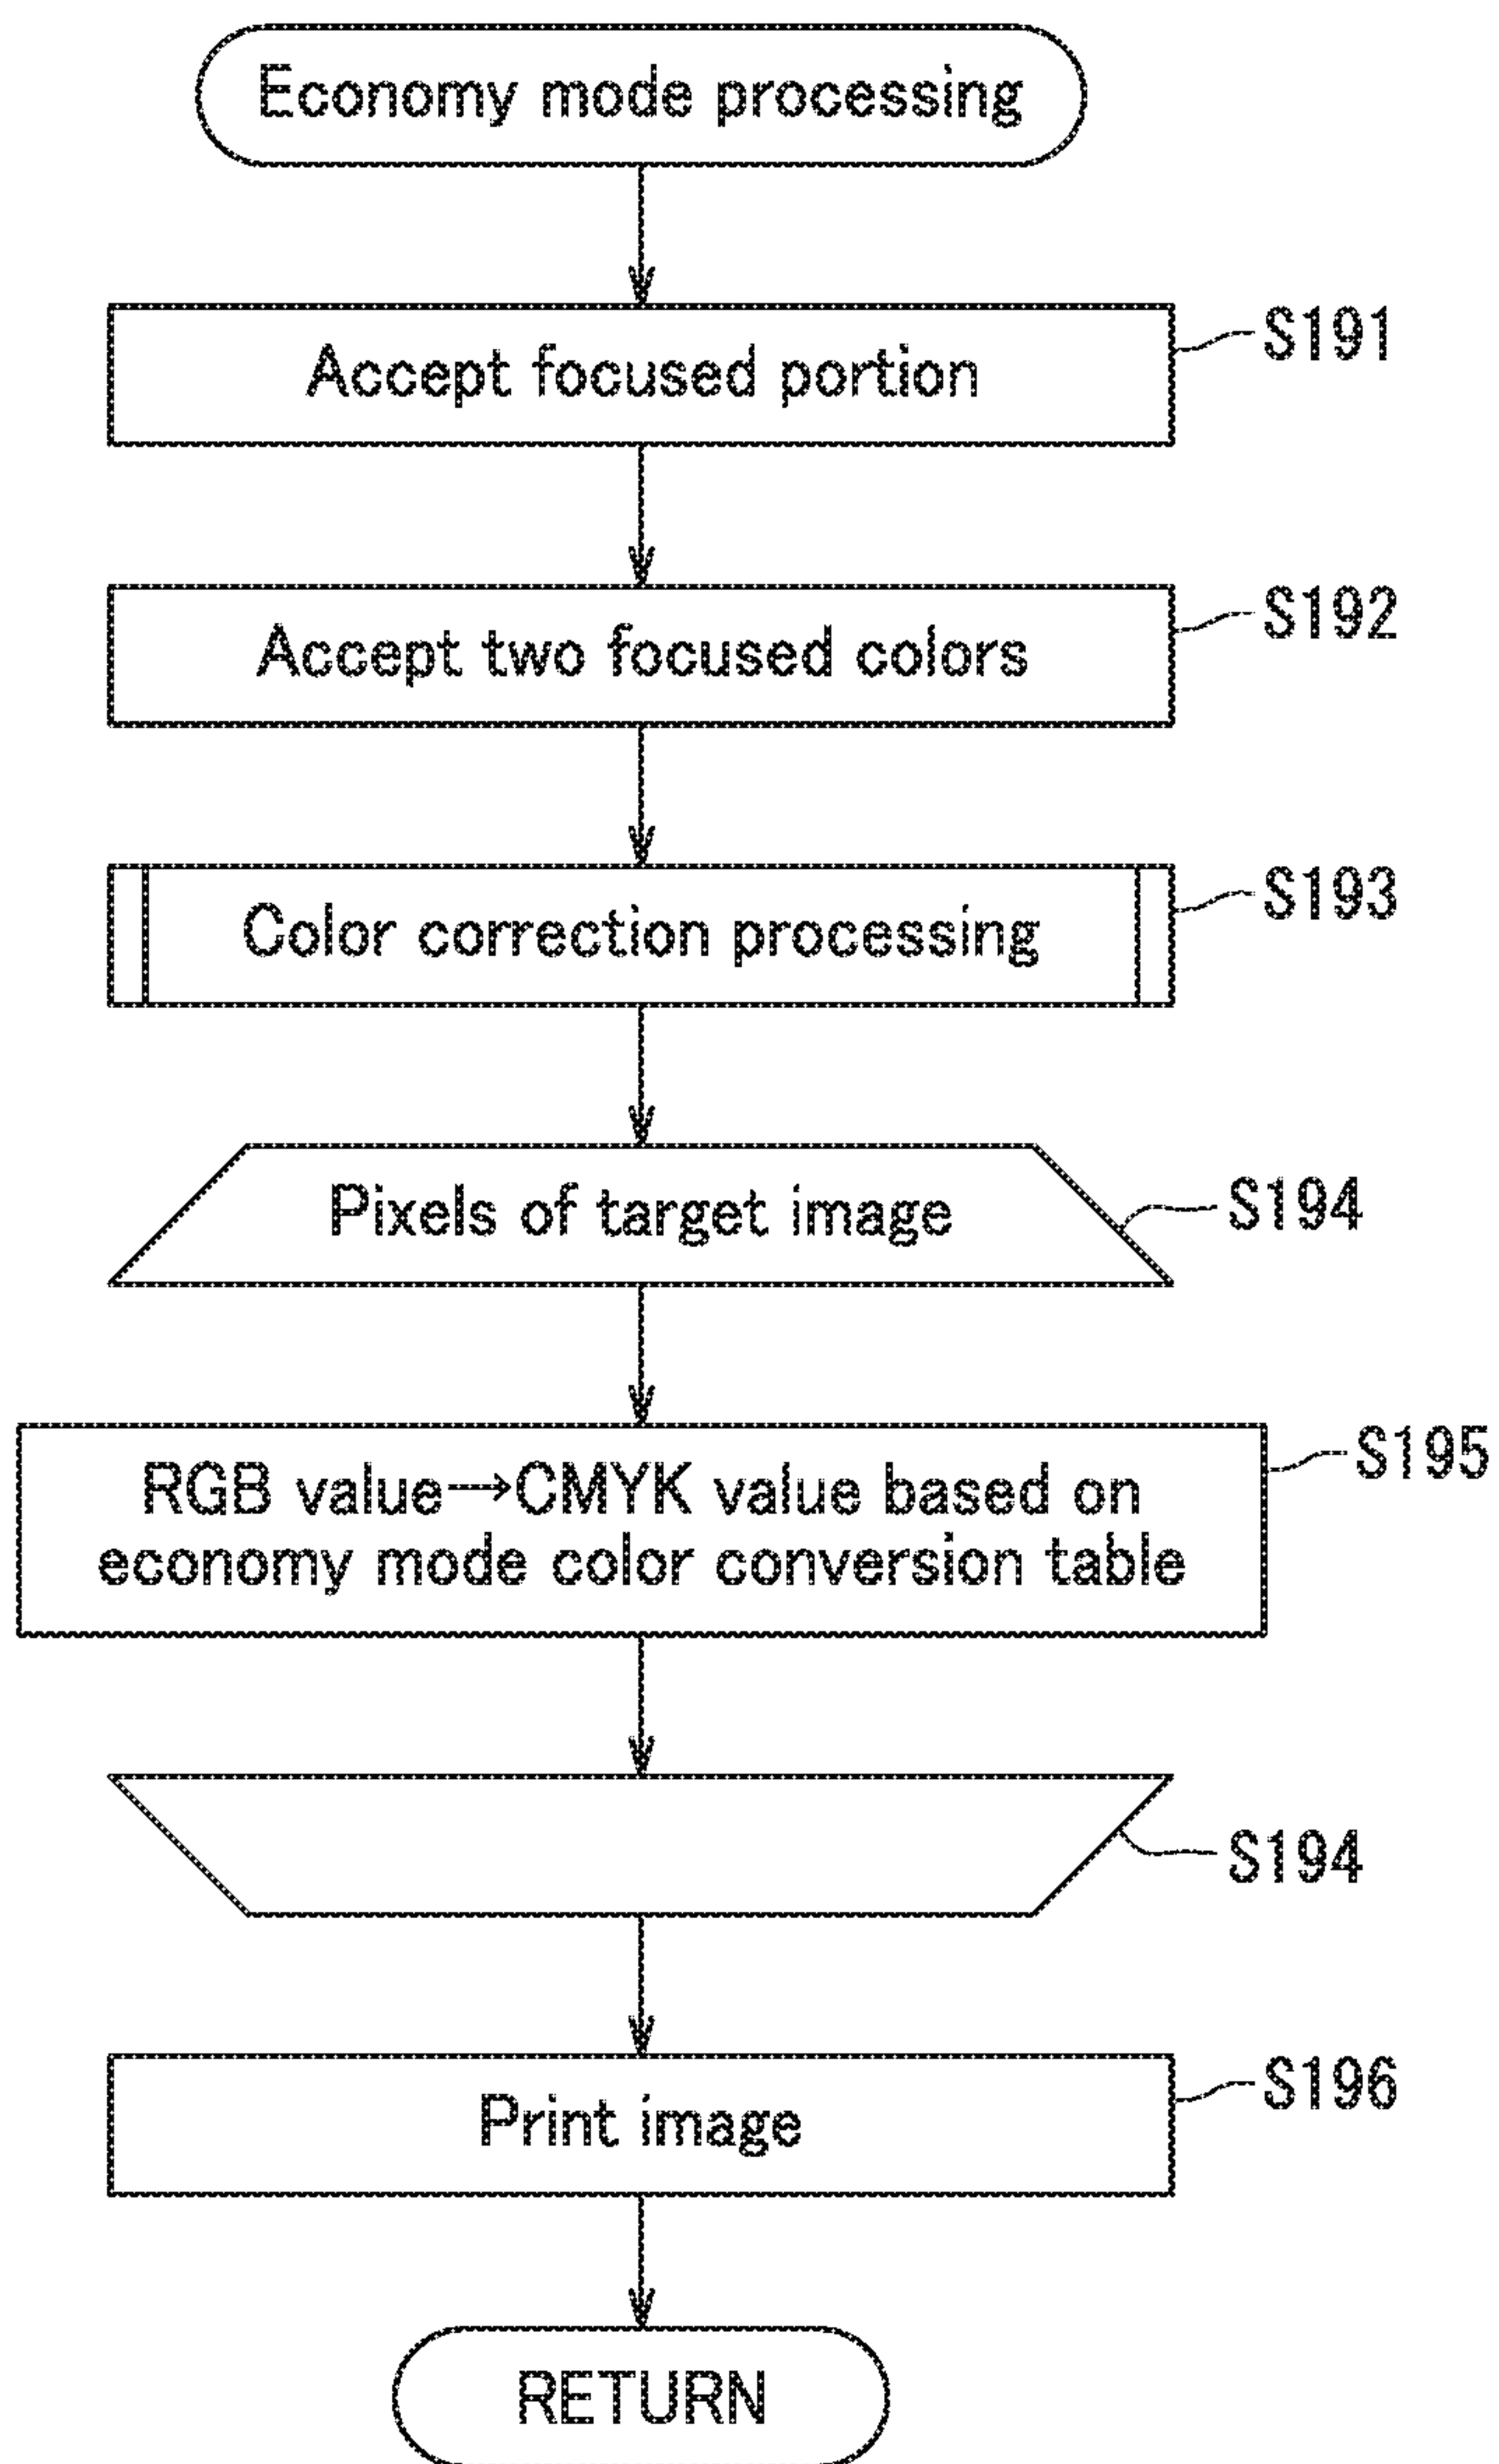 Economy mode processing
Accept focused portion
S191
Accept two focused colors
S192
Color correction processing
S193
Pixels of target image
S194
RGB value→CMYK value based on
economy mode color conversion table
S195
S194
Print image
S196
RETURN